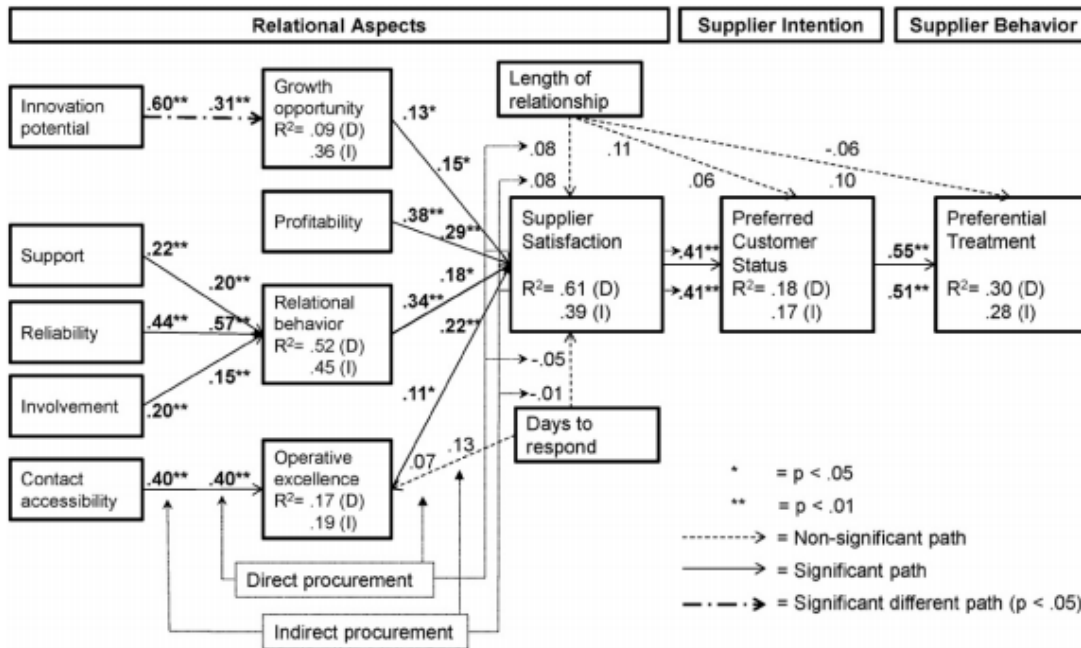 Relational Aspects
Supplier Intention
Supplier Behavior
Innovation
potential
.60**
.31**
Growth
opportunity
R²= .09 (D)
.36 (I)
.13*
.15*
Length of
relationship
.08
.08
.11
.06
-.06
.10
Support
.22**
.20**
Profitability
.38**
.29**
Supplier
Satisfaction
R²= .61 (D)
.39 (I)
.41**
.41**
Preferred
Customer
Status
R²= .18 (D)
.17 (I)
.55**
.51**
Preferential
Treatment
R²= .30 (D)
.28 (I)
Reliability
.44**
.57**
Relational
behavior
R²= .52 (D)
.45 (I)
.18*
.34**
Involvement
.20**
.15**
.22**
.11*
-.05
-.01
Days to
respond
.13
.07
Contact
accessibility
.40**
.40**
Operative
excellence
R²= .17 (D)
.19 (I)
Direct procurement
Indirect procurement
* = p < .05
** = p < .01
= Non-significant path
= Significant path
= Significant different path (p < .05)